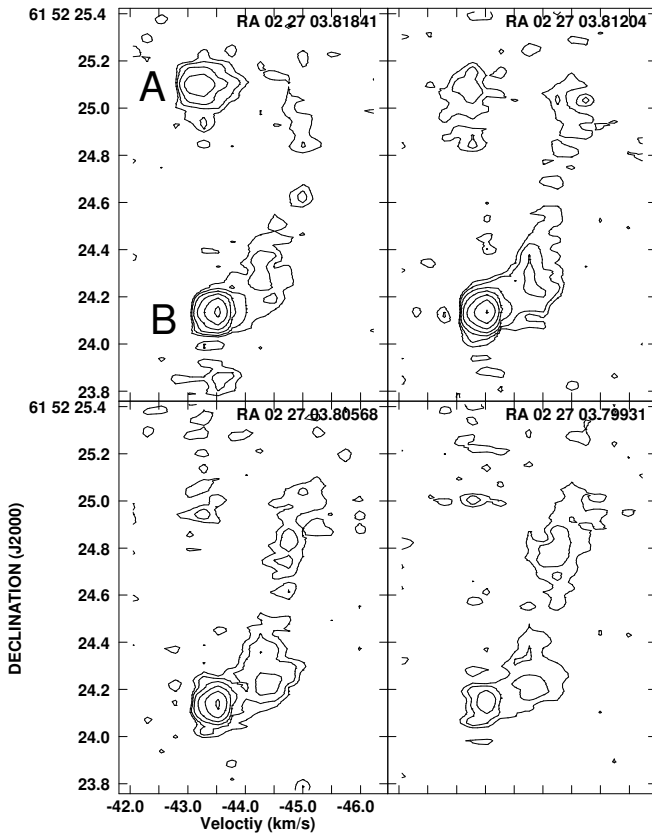 61 52 25.4
RA 02 27 03.81841
RA 02 27 03.81204
25.2
A
25.0
24.8
24.6
24.4
24.2
B
24.0
23.8
61 52 25.4
RA 02 27 03.80568
RA 02 27 03.79931
25.2
25.0
24.8
24.6
24.4
24.2
24.0
23.8
DECLINATION (J2000)
-42.0 -43.0 -44.0 -45.0 -46.0
Veloctiy (km/s)